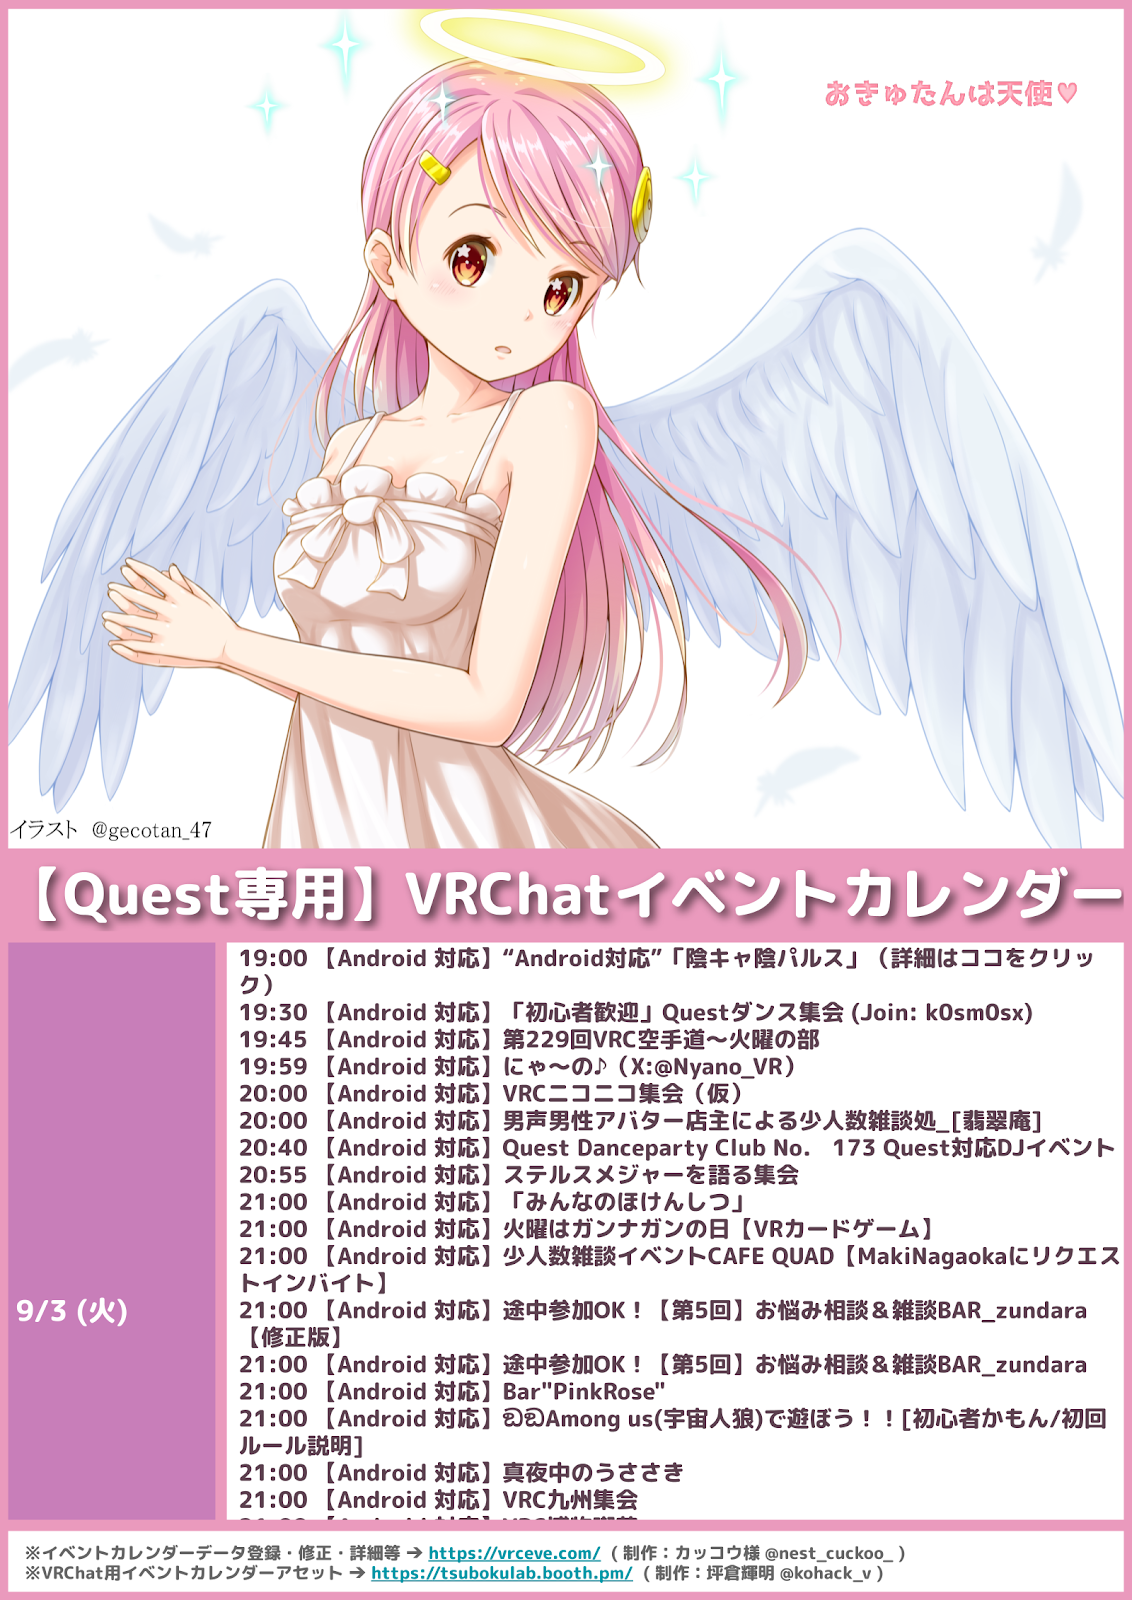 おきゅたんは天使♥
イラスト @gecotan_47
【Quest専用】VRChatイベントカレンダー
9/3 (火)
19:00 【Android 対応】“Android対応”「陰キャ陰パルス」（詳細はココをクリッ
ク）
19:30 【Android 対応】「初心者歓迎」Questダンス集会 (Join: k0sm0sx)
19:45 【Android 対応】第229回VRC空手道～火曜の部
19:59 【Android 対応】にゃ～の♪（X:@Nyano_VR）
20:00 【Android 対応】VRCニコニコ集会（仮）
20:00 【Android 対応】男声男性アバター店主による少人数雑談処_[翡翠庵]
20:40 【Android 対応】Quest Danceparty Club No.　173 Quest対応DJイベント
20:55 【Android 対応】ステルスメジャーを語る集会
21:00 【Android 対応】「みんなのほけんしつ」
21:00 【Android 対応】火曜はガンナガンの日【VRカードゲーム】
21:00 【Android 対応】少人数雑談イベントCAFE QUAD【MakiNagaokaにリクエス
トインバイト】
21:00 【Android 対応】途中参加OK！【第5回】お悩み相談＆雑談BAR_zundara
【修正版】
21:00 【Android 対応】途中参加OK！【第5回】お悩み相談＆雑談BAR_zundara
21:00 【Android 対応】Bar"PinkRose"
21:00 【Android 対応】ඞඞAmong us(宇宙人狼)で遊ぼう！！[初心者かもん/初回
ルール説明]
21:00 【Android 対応】真夜中のうささき
21:00 【Android 対応】VRC九州集会
※イベントカレンダーデータ登録・修正・詳細等 ➔ https://vrceve.com/ （制作：カッコウ様 @nest_cuckoo_ ）
※VRChat用イベントカレンダーアセット ➔ https://tsubokulab.booth.pm/ （制作：坪倉輝明 @kohack_v ）